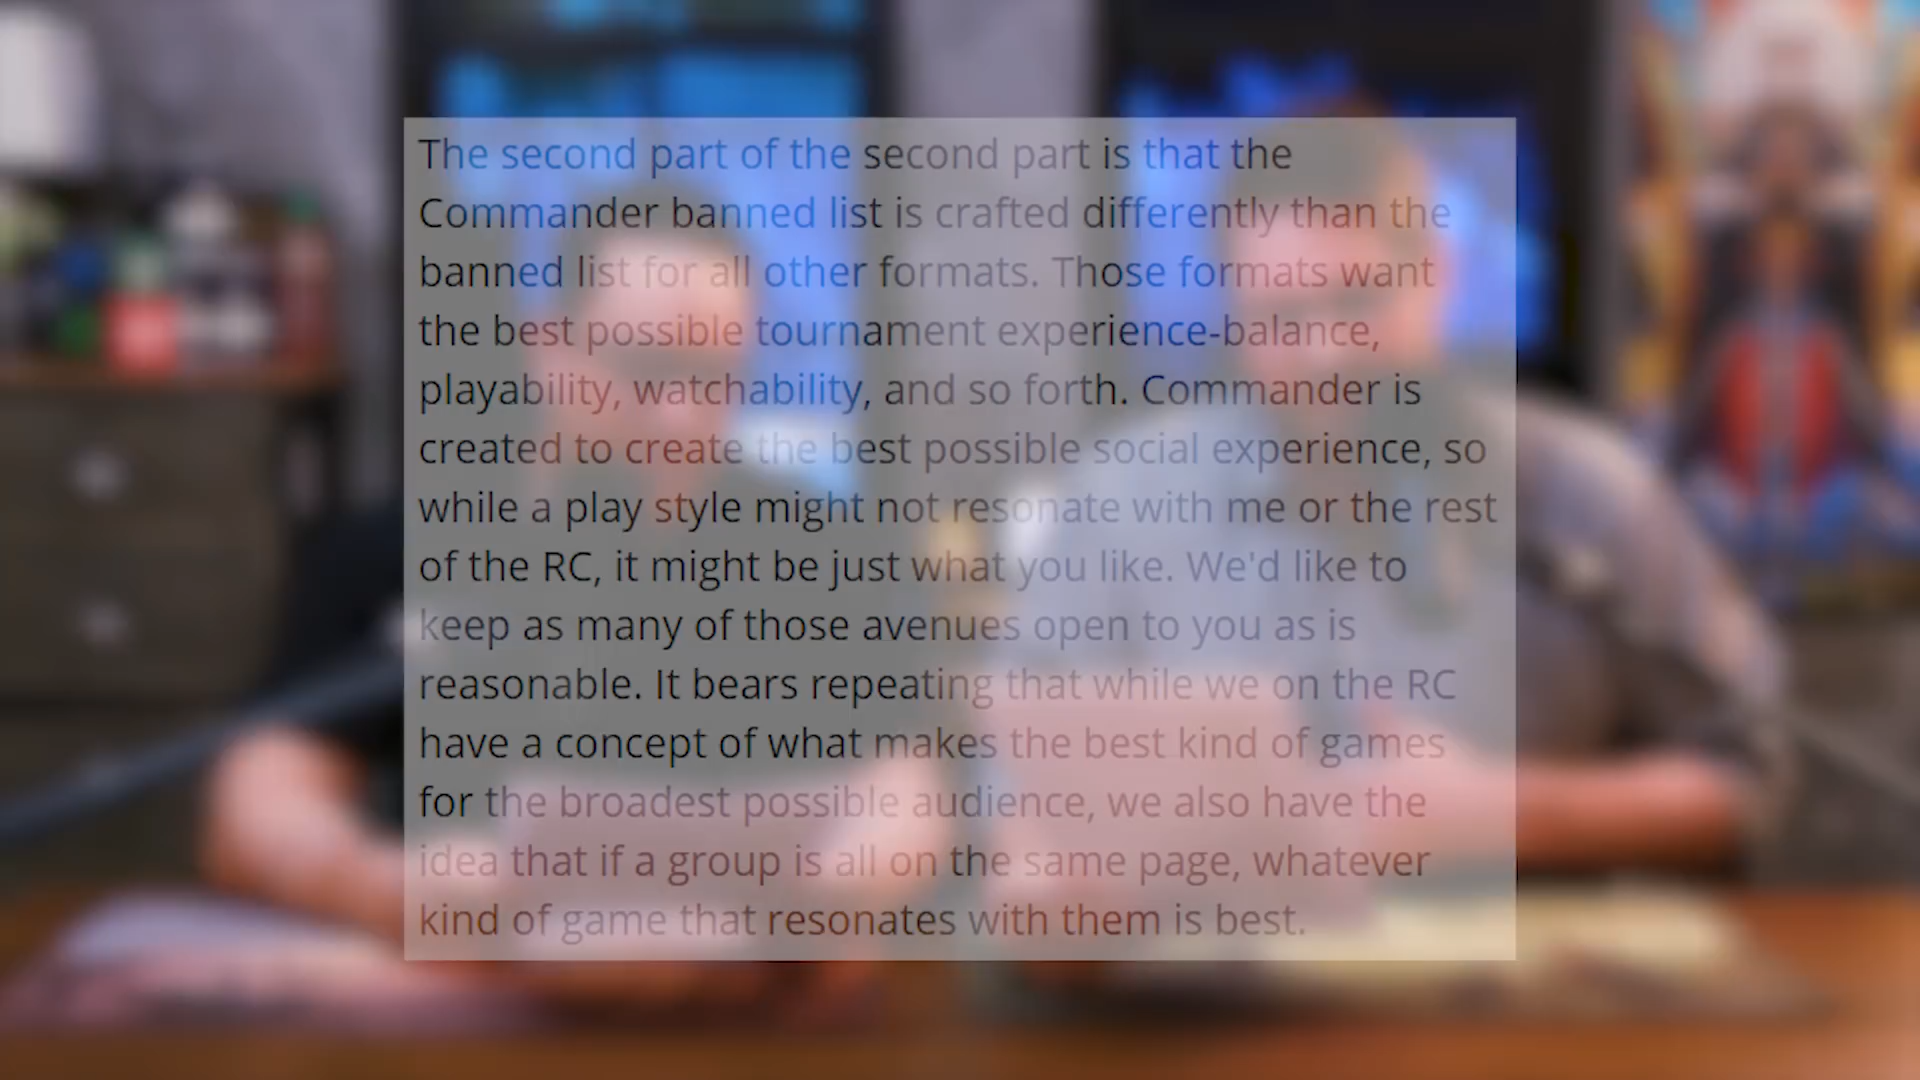 The second part of the second part is that the
Commander banned list is crafted differently than the
banned list for all other formats. Those formats want
the best possible tournament experience-balance,
playability, watchability, and so forth. Commander is
created to create the best possible social experience, so
while a play style might not resonate with me or the rest
of the RC, it might be just what you like. We'd like to
keep as many of those avenues open to you as is
reasonable. It bears repeating that while we on the RC
have a concept of what makes the best kind of games
for the broadest possible audience, we also have the
idea that if a group is all on the same page, whatever
kind of game that resonates with them is best.